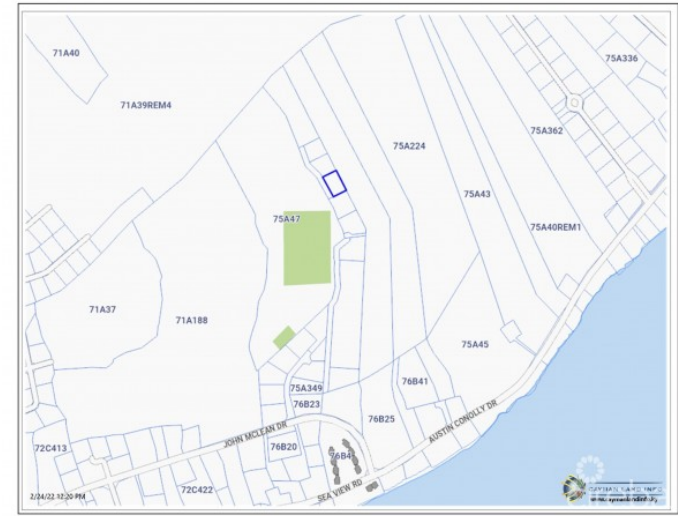 71A40
75A336
71A39REM4
75A362
75A224
75A43
75A47
75A40REM1
71A37
71A188
75A45
75A349
76B41
76B23
76B25
AUSTIN CONOLLY DR
JOHN MCLEAN DR
72C413
76B20
72C422
SEA VIEW RD
2/24/22 12:20 PM